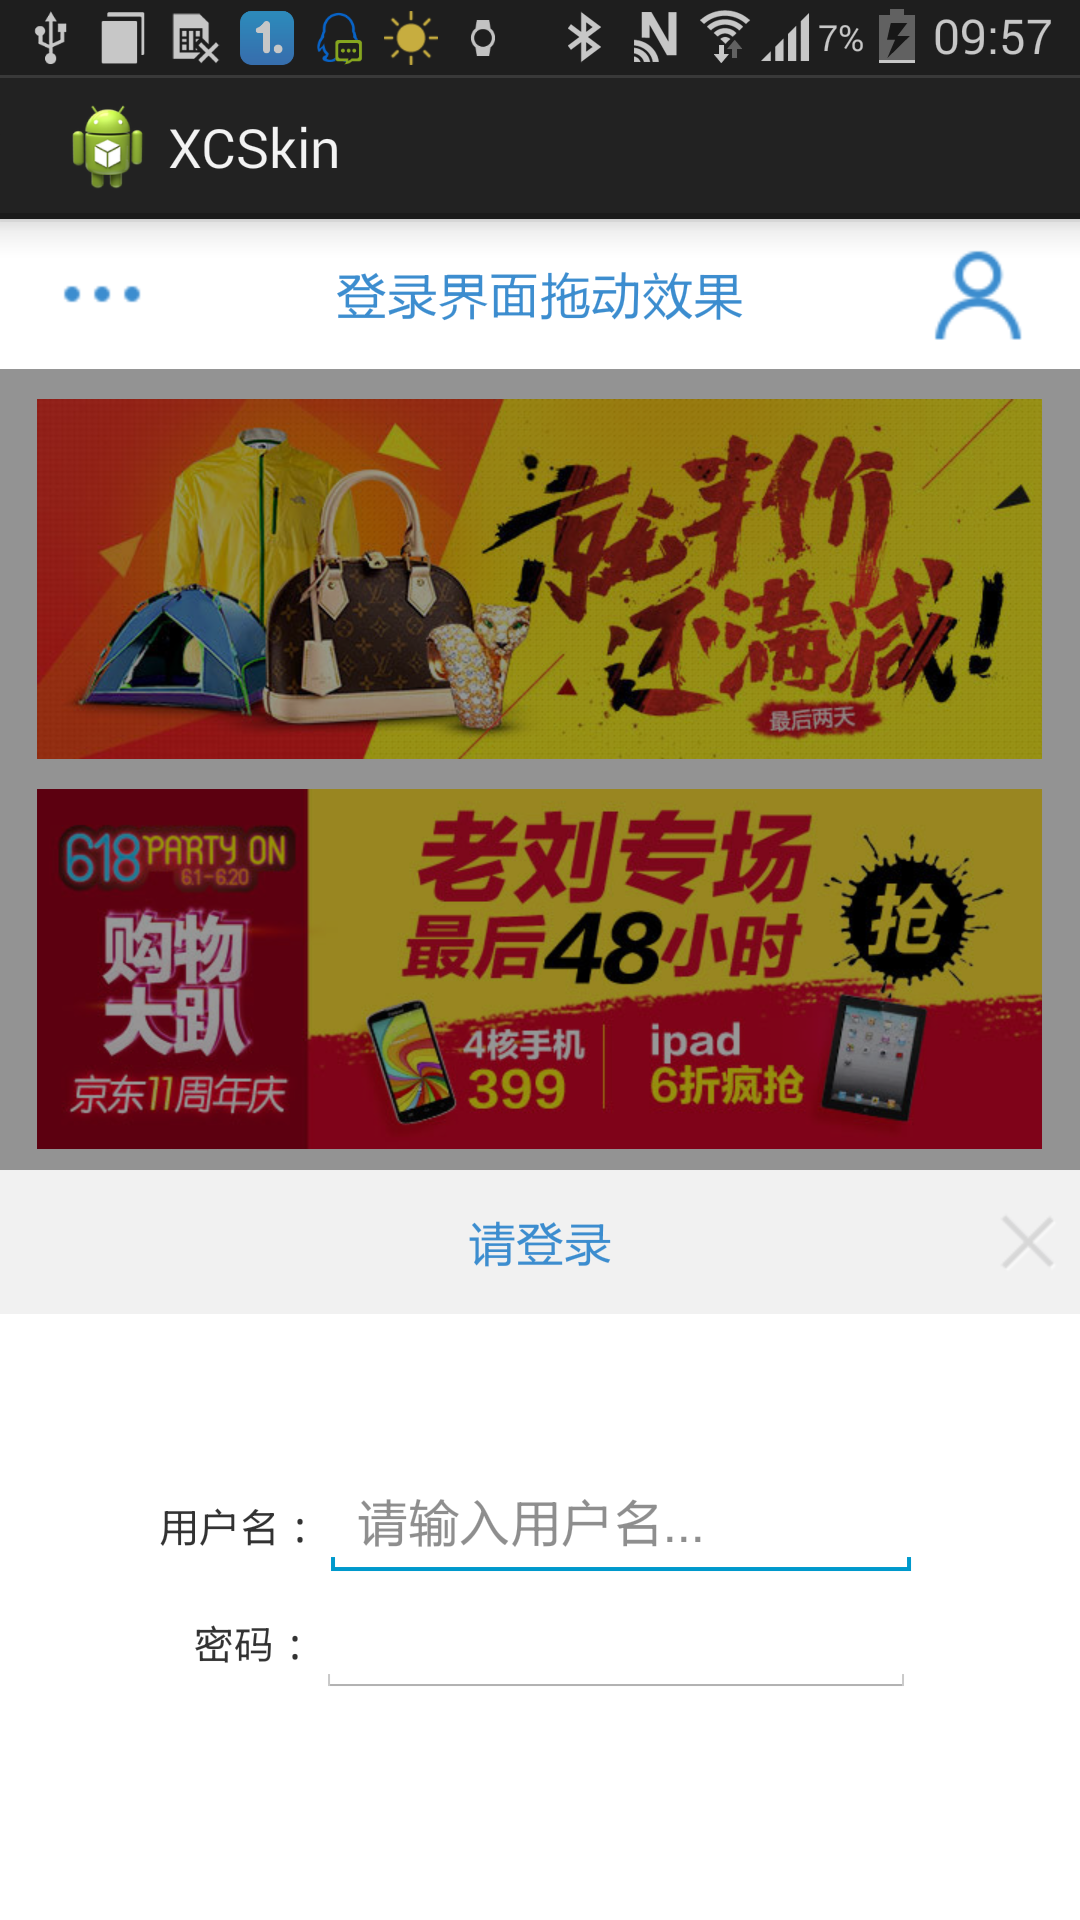 1.
7%
09:57
XCSkin
登录界面拖动效果
就半价
还满减!
最后两天
618 PARTY ON
6.1-6.20
购物
大趴
京东11周年庆
老刘专场
最后48小时
抢
4核手机
399
ipad
6折疯抢
请登录
用户名：
请输入用户名...
密码：